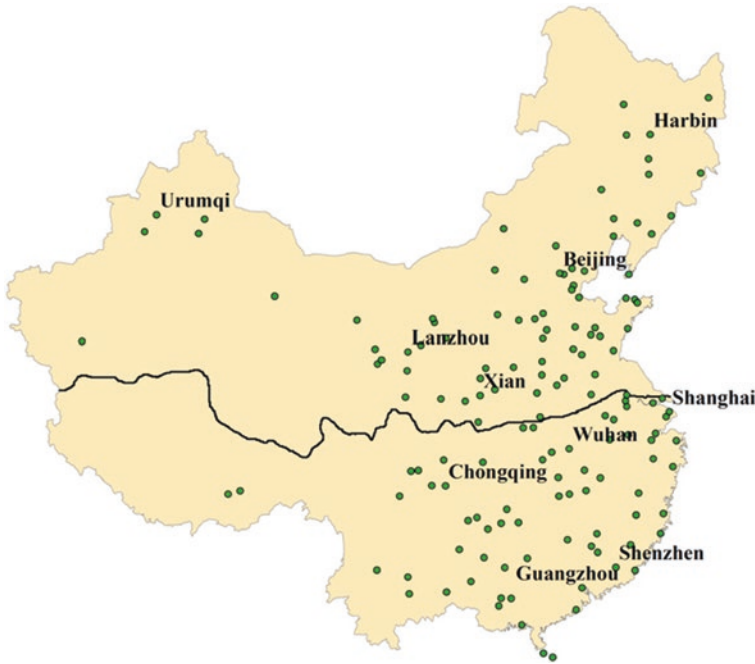 Harbin
Urumqi
Beijing
Lanzhou
Xian
Shanghai
Wuhan
Chongqing
Shenzhen
Guangzhou